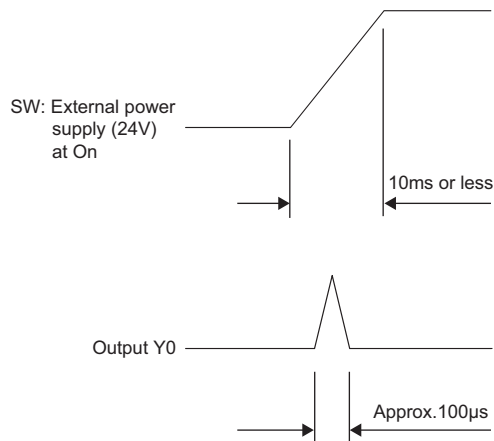 SW: External power
supply (24V)
at On
10ms or less
Output Y0
Approx.100µs